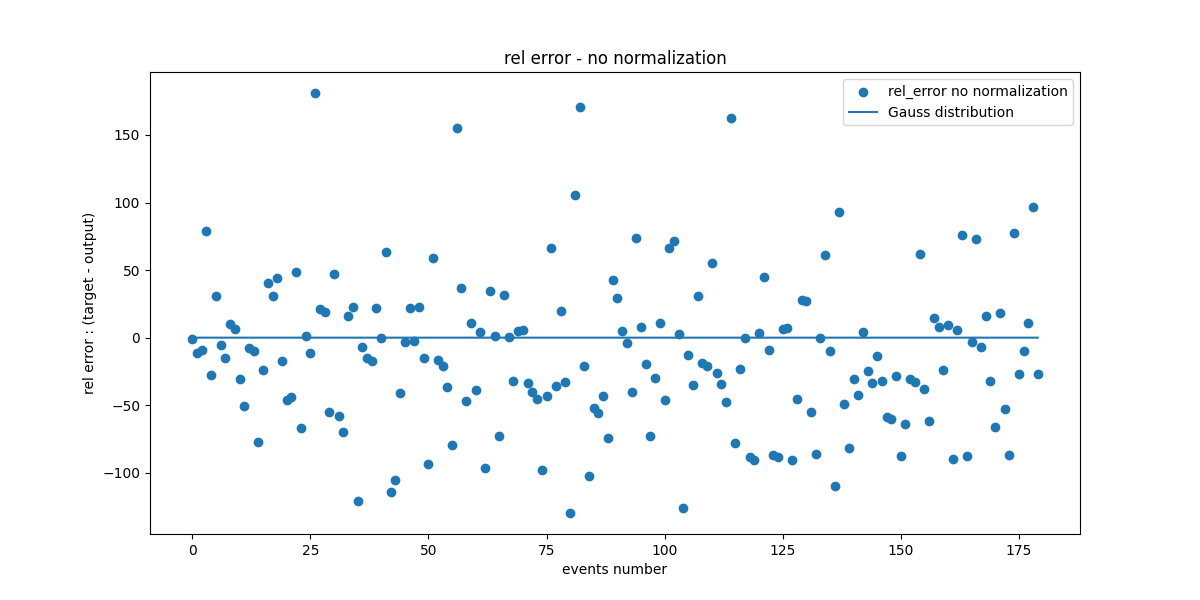 rel error - no normalization
rel_error no normalization
Gauss distribution
rel error : (target - output)
150
100
50
0
−50
−100
0 25 50 75 100 125 150 175
events number